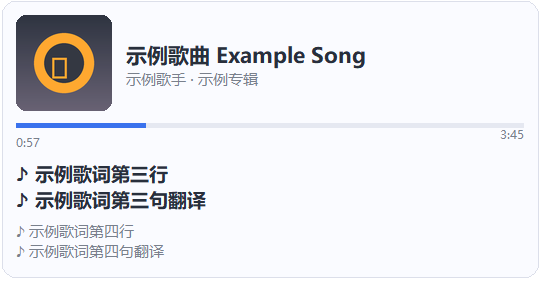 示例歌曲 Example Song
示例歌手 · 示例专辑
0:57
3:45
♪ 示例歌词第三行
♪ 示例歌词第三句翻译
♪ 示例歌词第四行
♪ 示例歌词第四句翻译